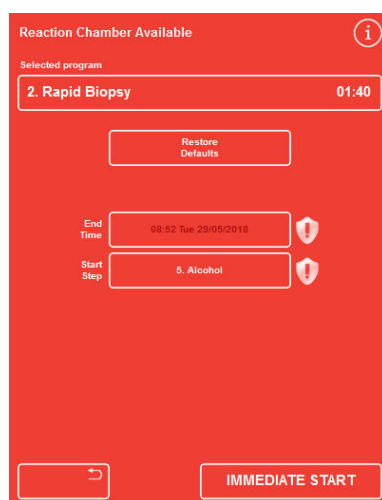 Reaction Chamber Available
i
Selected program
2. Rapid Biopsy 01:40
Restore
Defaults
End
Time
08:52 Tue 29/05/2018
!
Start
Step
5. Alcohol
!
IMMEDIATE START